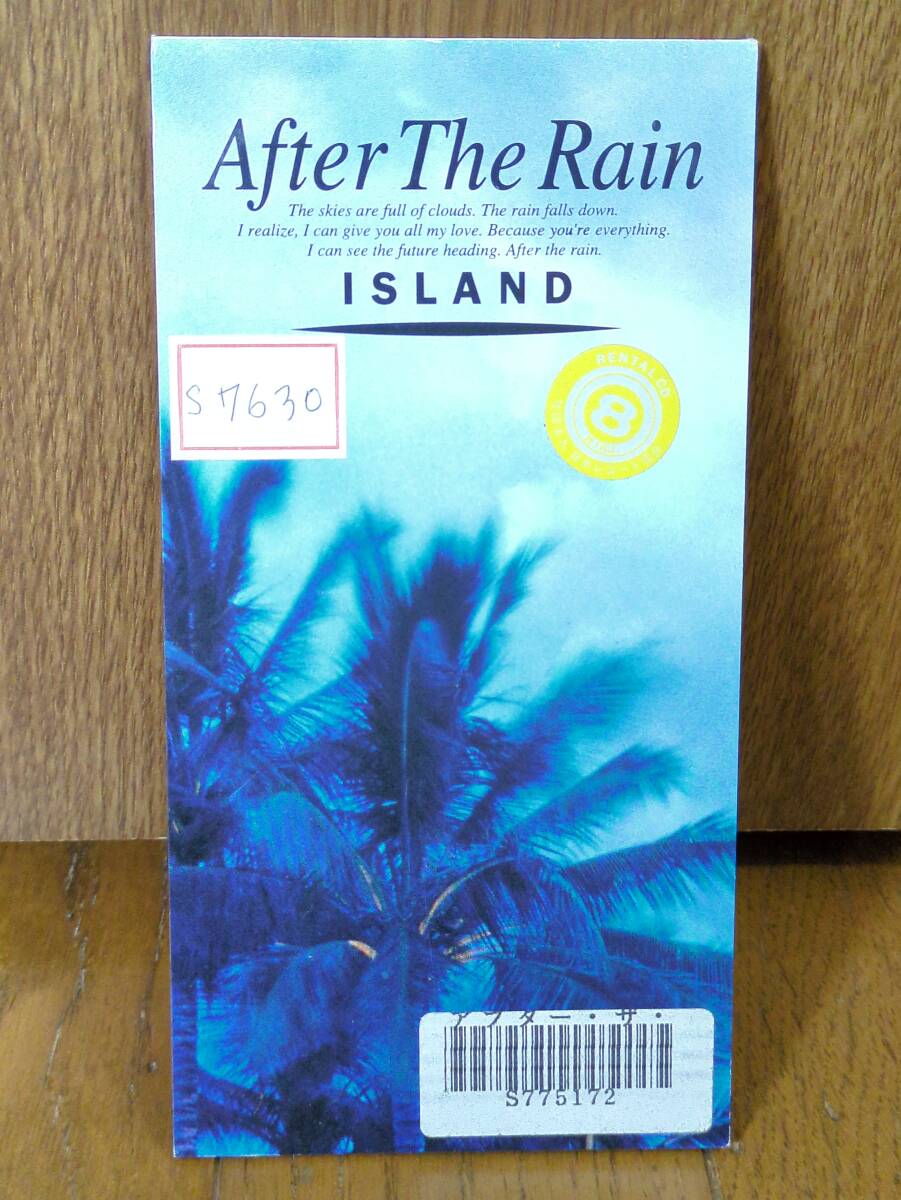 After The Rain
The skies are full of clouds. The rain falls down.
I realize, I can give you all my love. Because you're everything.
I can see the future heading. After the rain.
ISLAND
S7630
RENTAL CD
8
アフター・ザ・
S775172